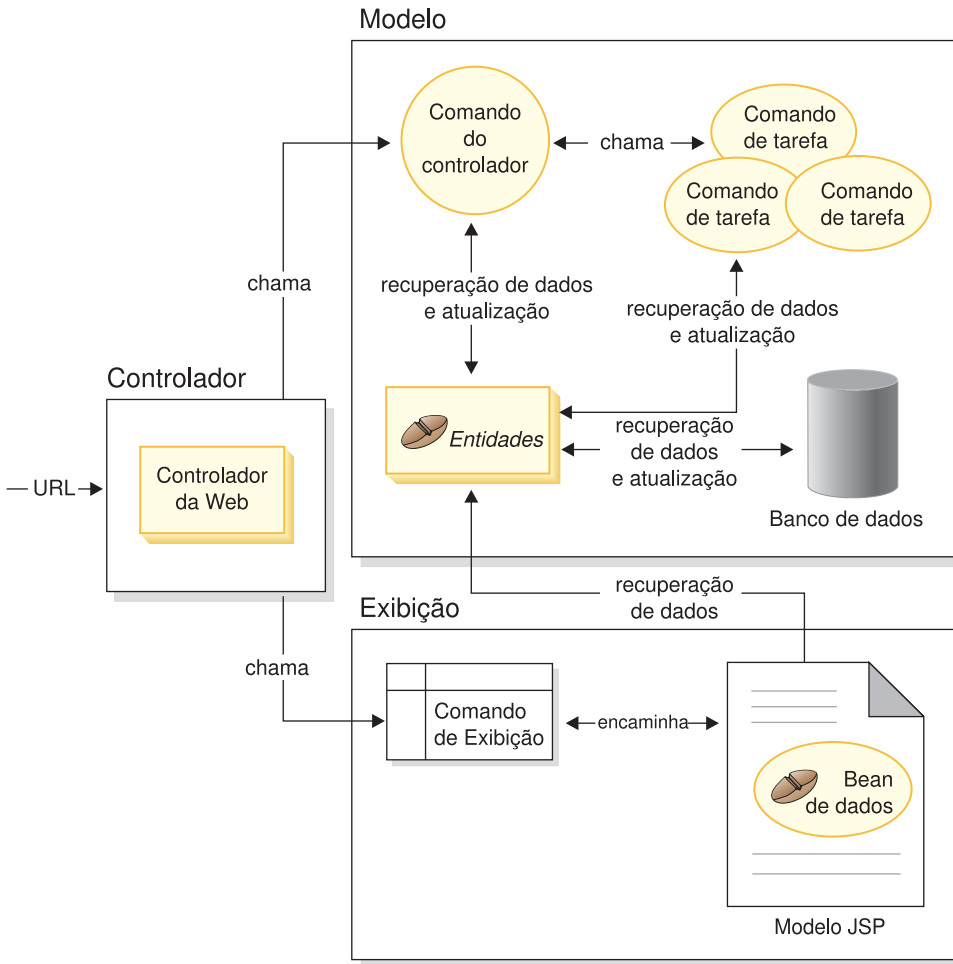 Modelo
Comando
do
controlador
chama
Comando
de tarefa
Comando
de tarefa
Comando
de tarefa
chama
recuperação de dados
e atualização
recuperação de dados
e atualização
Controlador
Controlador
da Web
URL
Entidades
recuperação
de dados
e atualização
Banco de dados
recuperação
de dados
Exibição
chama
Comando
de Exibição
encaminha
Bean
de dados
Modelo JSP